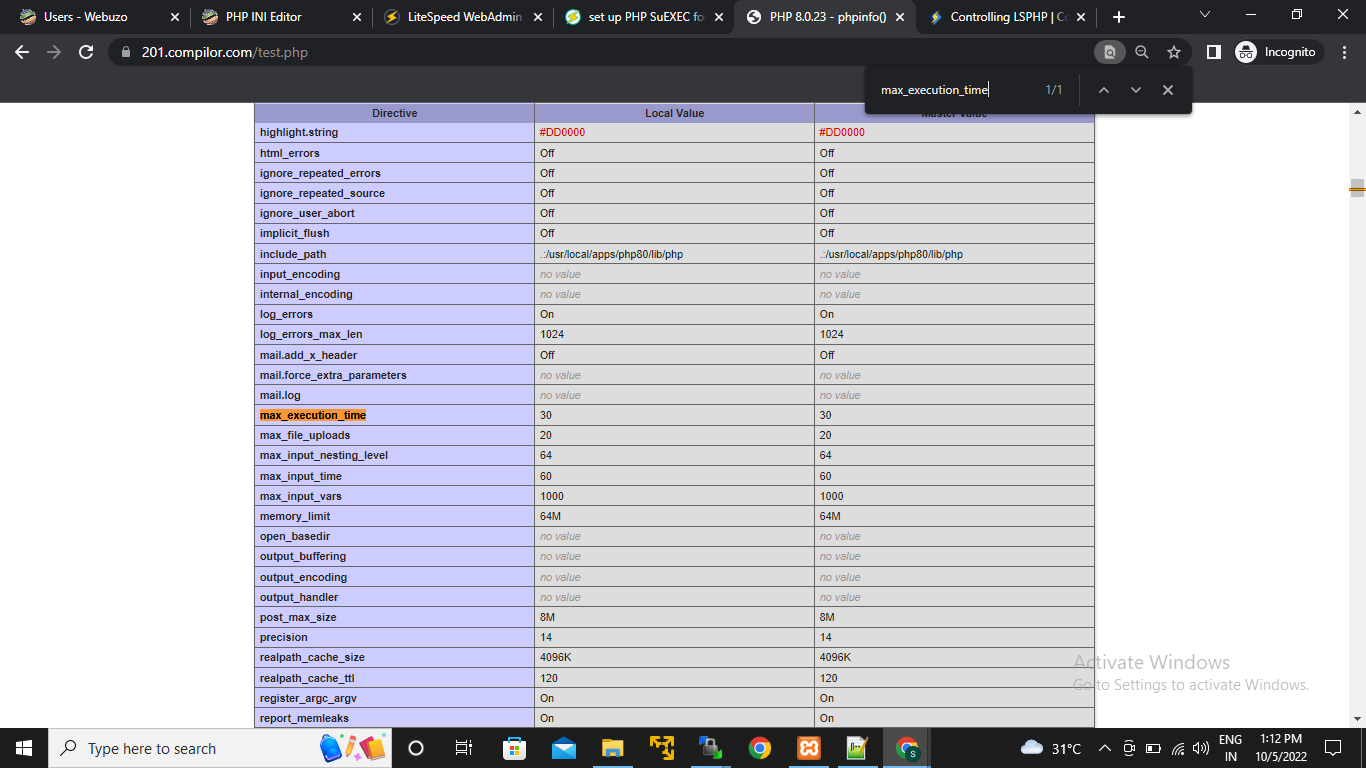 Users - Webuzo
PHP INI Editor
LiteSpeed WebAdmin
set up PHP SuEXEC fo
PHP 8.0.23 - phpinfo()
Controlling LSPHP | C
201.compilor.com/test.php
Incognito
max_execution_time 1/1
Directive Local Value Master Value
highlight.string #DD0000 #DD0000
html_errors Off Off
ignore_repeated_errors Off Off
ignore_repeated_source Off Off
ignore_user_abort Off Off
implicit_flush Off Off
include_path .:/usr/local/apps/php80/lib/php .:/usr/local/apps/php80/lib/php
input_encoding no value no value
internal_encoding no value no value
log_errors On On
log_errors_max_len 1024 1024
mail.add_x_header Off Off
mail.force_extra_parameters no value no value
mail.log no value no value
max_execution_time 30 30
max_file_uploads 20 20
max_input_nesting_level 64 64
max_input_time 60 60
max_input_vars 1000 1000
memory_limit 64M 64M
open_basedir no value no value
output_buffering no value no value
output_encoding no value no value
output_handler no value no value
post_max_size 8M 8M
precision 14 14
realpath_cache_size 4096K 4096K
realpath_cache_ttl 120 120
register_argc_argv On On
report_memleaks On On
Activate Windows
Go to Settings to activate Windows.
Type here to search
31°C
ENG
IN
1:12 PM
10/5/2022